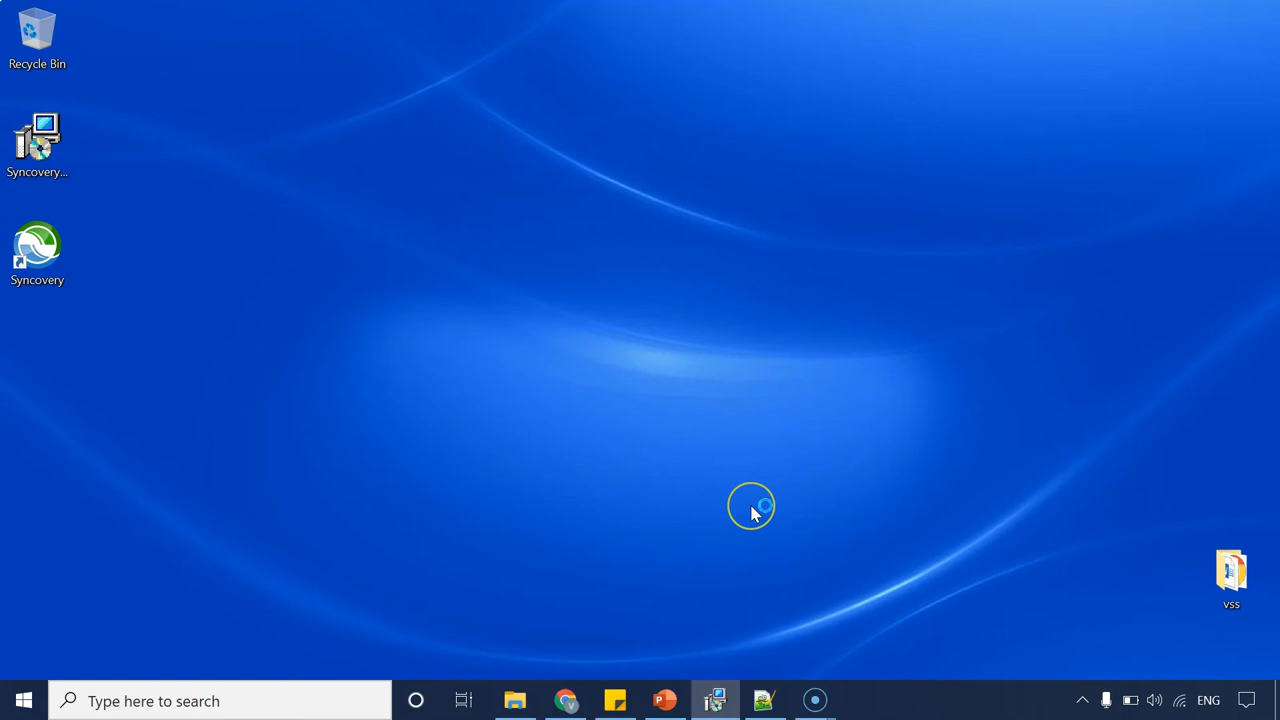 Recycle Bin
Syncovery...
Syncovery
vss
Type here to search
ENG